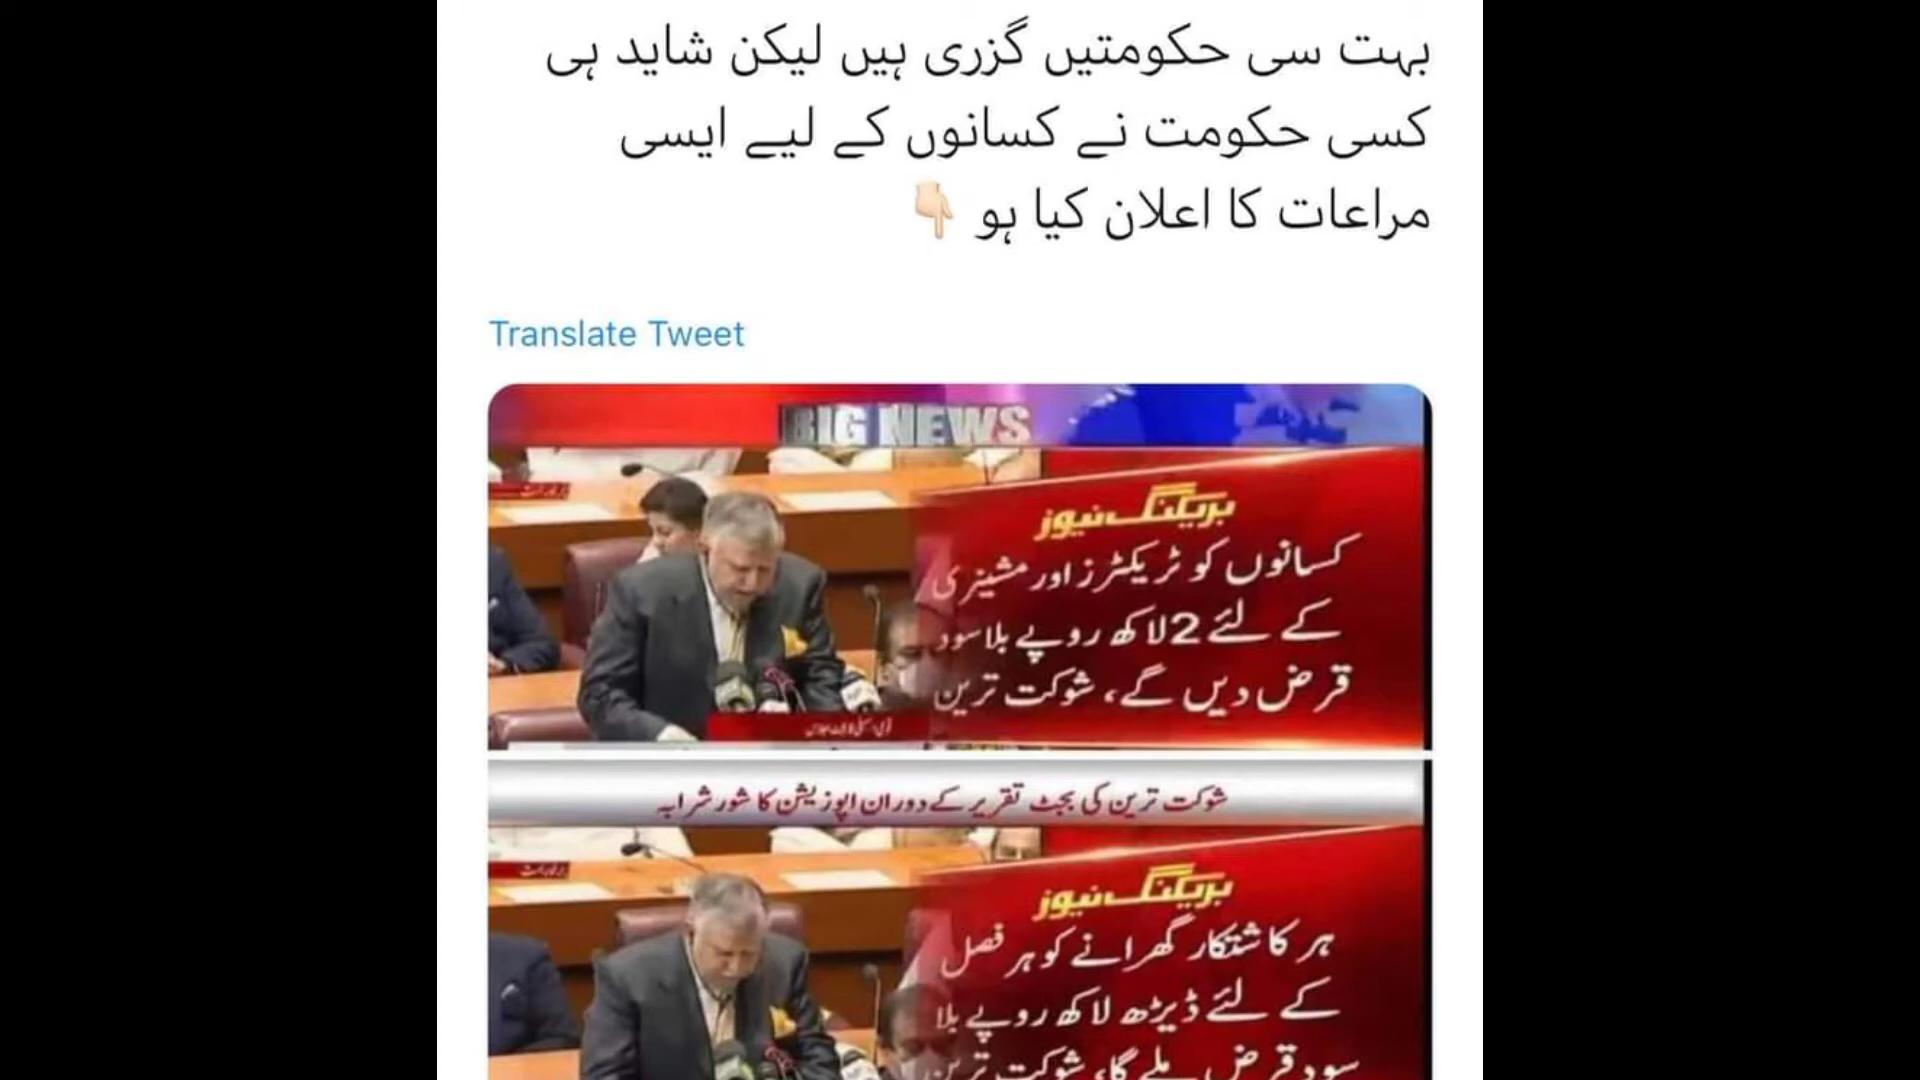 بہت سی حکومتیں گزری ہیں لیکن شاید ہی
کسی حکومت نے کسانوں کے لیے ایسی
مراعات کا اعلان کیا ہو 👇🏻
Translate Tweet
BIG NEWS
بریکنگ نیوز
کسانوں کو ٹریکٹرز اور مشینری
کے لئے 2 لاکھ روپے بلا سود
قرض دیں گے، شوکت ترین
شوکت ترین کی بجٹ تقریر کے دوران اپوزیشن کا شور شرابہ
بریکنگ نیوز
ہر کاشتکار گھرانے کو ہر فصل
کے لئے ڈیڑھ لاکھ روپے بلا
سود قرض ملے گا، شوکت ترین